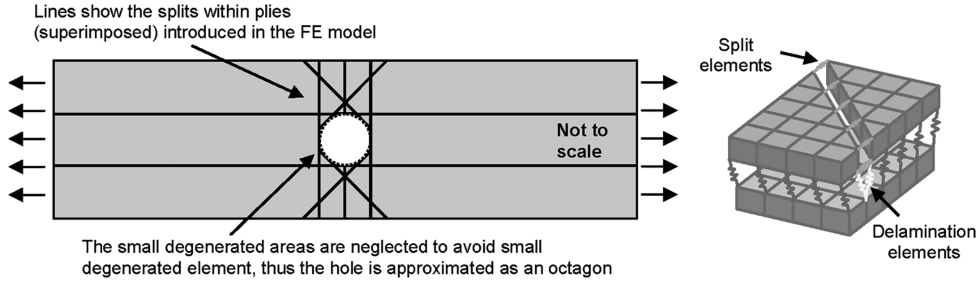 Lines show the splits within plies
(superimposed) introduced in the FE model
Not to
scale
The small degenerated areas are neglected to avoid small
degenerated element, thus the hole is approximated as an octagon
Split
elements
Delamination
elements